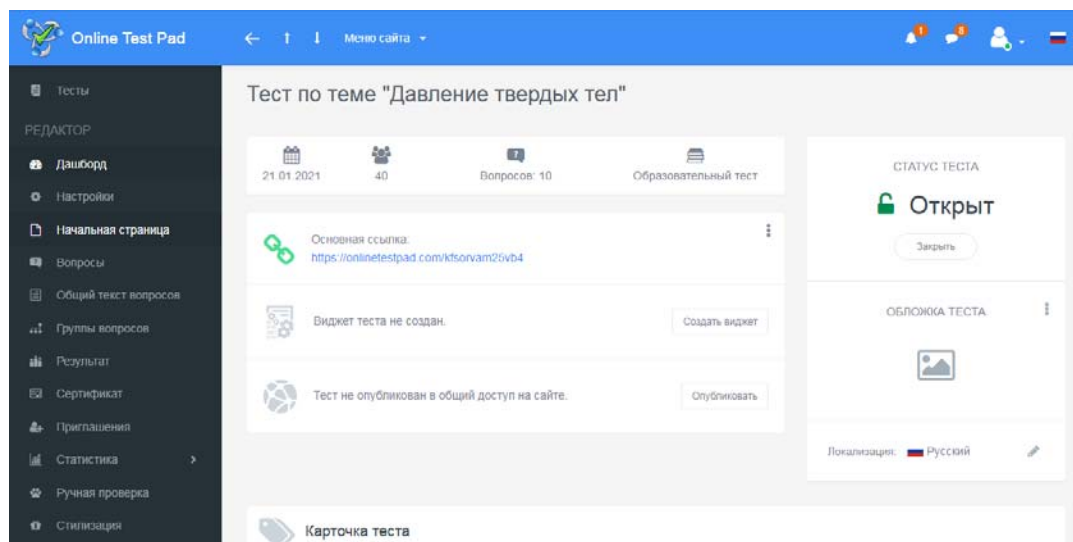 Online Test Pad
Меню сайта
1
8
Тесты
РЕДАКТОР
Дашборд
Настройки
Начальная страница
Вопросы
Общий текст вопросов
Группы вопросов
Результат
Сертификат
Приглашения
Статистика
Ручная проверка
Стилизация
Тест по теме "Давление твердых тел"
21.01.2021
40
Вопросов: 10
Образовательный тест
Основная ссылка:
https://onlinetestpad.com/kfsorvam25vb4
Виджет теста не создан.
Создать виджет
Тест не опубликован в общий доступ на сайте.
Опубликовать
СТАТУС ТЕСТА
Открыт
Закрыть
ОБЛОЖКА ТЕСТА
Локализация: Русский
Карточка теста